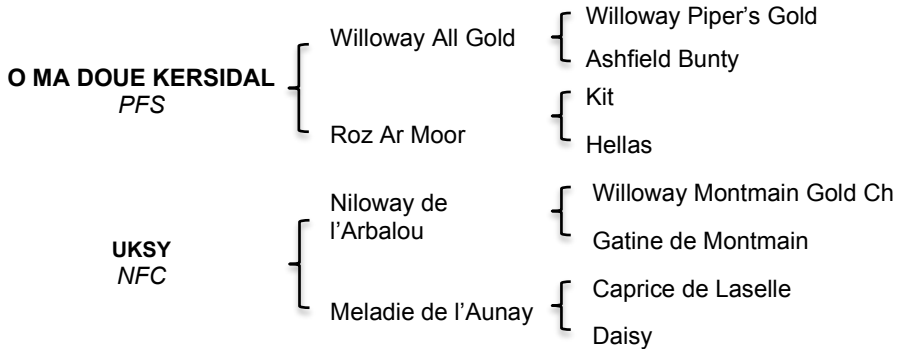 Willoway Piper's Gold
Willoway All Gold
Ashfield Bunty
O MA DOUE KERSIDAL
PFS
Kit
Roz Ar Moor
Hellas
Willoway Montmain Gold Ch
Niloway de
l'Arbalou
Gatine de Montmain
UKSY
NFC
Caprice de Laselle
Meladie de l'Aunay
Daisy